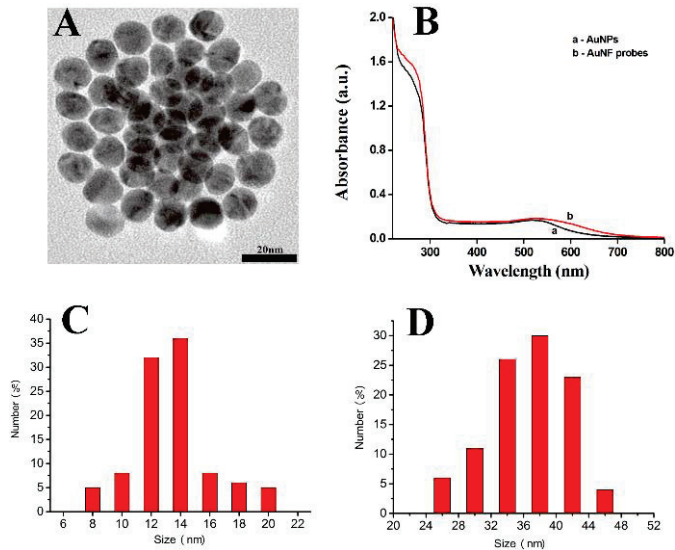 A
20nm
B
a - AuNPs
b - AuNF probes
Absorbance (a.u.)
2.0
1.6
1.2
0.8
0.4
0.0
b
a
300 400 500 600 700 800
Wavelength (nm)
C
Number (%)
40
35
30
25
20
15
10
5
0
6 8 10 12 14 16 18 20 22
Size (nm)
D
Number (%)
30
25
20
15
10
5
0
20 24 28 32 36 40 44 48 52
Size (nm)